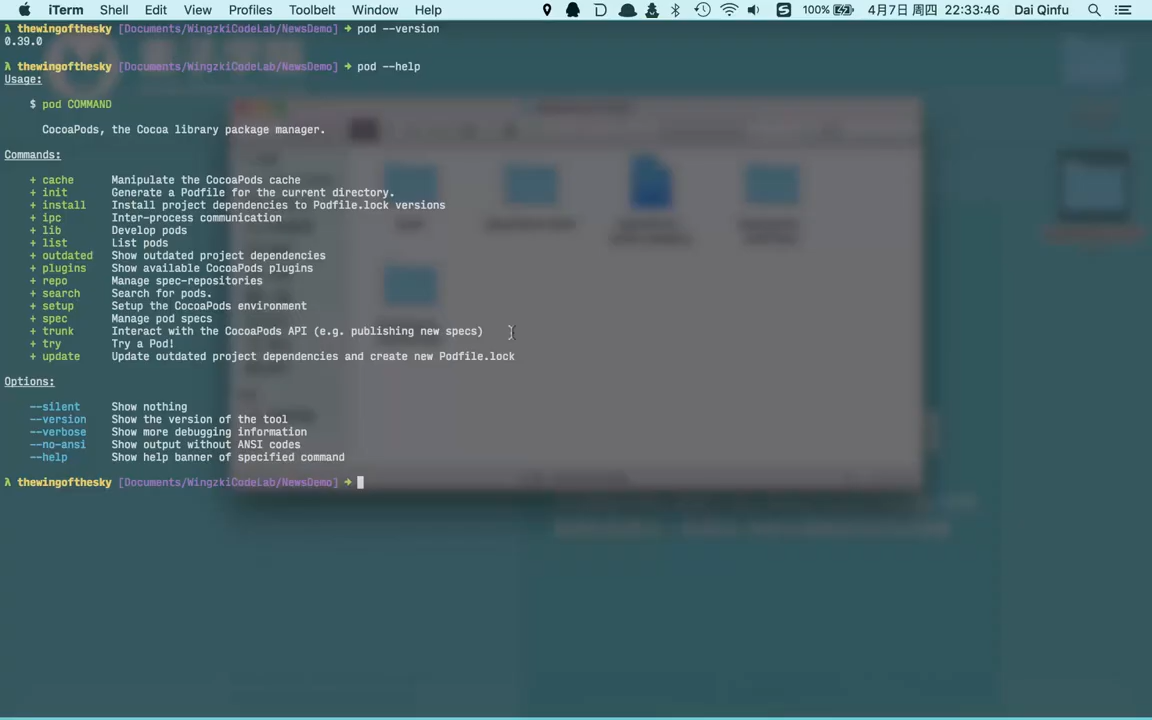 iTerm Shell Edit View Profiles Toolbelt Window Help 100% 4月7日 周四 22:33:46 Dai Qinfu
λ thewingofthesky [Documents/WingzkiCodeLab/NewsDemo] → pod --version
0.39.0
λ thewingofthesky [Documents/WingzkiCodeLab/NewsDemo] → pod --help
Usage:
$ pod COMMAND
CocoaPods, the Cocoa library package manager.
Commands:
+ cache Manipulate the CocoaPods cache
+ init Generate a Podfile for the current directory.
+ install Install project dependencies to Podfile.lock versions
+ ipc Inter-process communication
+ lib Develop pods
+ list List pods
+ outdated Show outdated project dependencies
+ plugins Show available CocoaPods plugins
+ repo Manage spec-repositories
+ search Search for pods.
+ setup Setup the CocoaPods environment
+ spec Manage pod specs
+ trunk Interact with the CocoaPods API (e.g. publishing new specs)
+ try Try a Pod!
+ update Update outdated project dependencies and create new Podfile.lock
Options:
--silent Show nothing
--version Show the version of the tool
--verbose Show more debugging information
--no-ansi Show output without ANSI codes
--help Show help banner of specified command
λ thewingofthesky [Documents/WingzkiCodeLab/NewsDemo] →